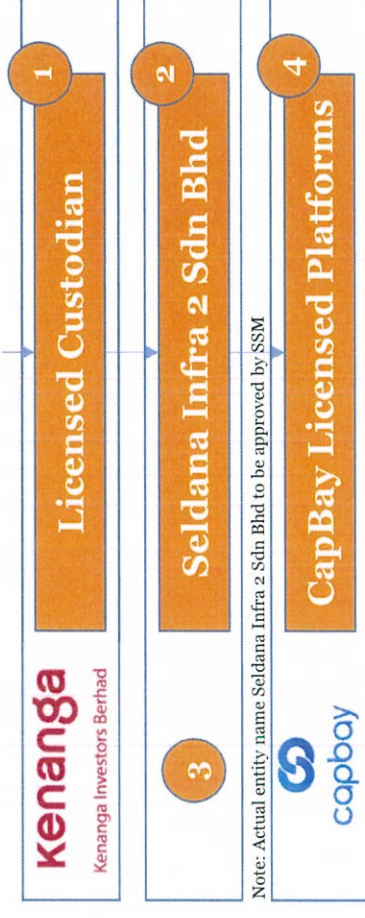 Kenanga
Kenanga Investors Berhad
Licensed Custodian
1
3
Seldana Infra 2 Sdn Bhd
2
Note: Actual entity name Seldana Infra 2 Sdn Bhd to be approved by SSM
capbay
CapBay Licensed Platforms
4